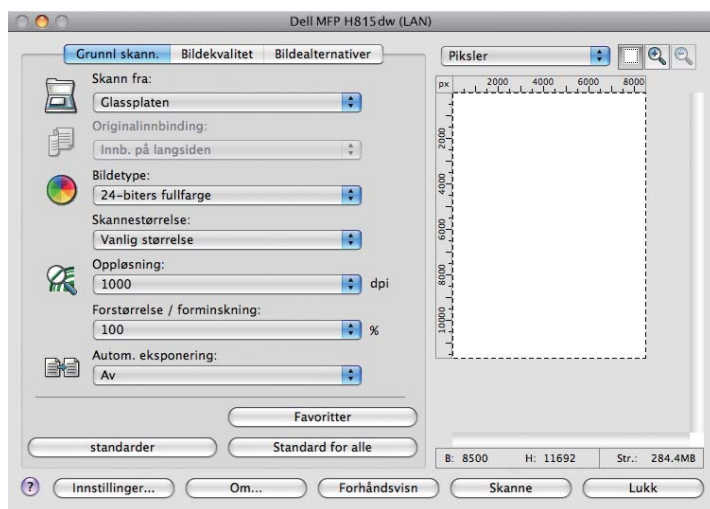 Dell MFP H815dw (LAN)
Grunnl skann. Bildekvalitet Bildealternativer
Skann fra:
Glassplaten
Originalinnbinding:
Innb. på langsiden
Bildetype:
24-biters fullfarge
Skannestørrelse:
Vanlig størrelse
Oppløsning:
1000 dpi
Forstørrelse / forminskning:
100 %
Autom. eksponering:
Av
Favoritter
standarder Standard for alle
Piksler
px 2000 4000 6000 8000
2000
4000
6000
8000
10000
B: 8500 H: 11692 Str.: 284.4MB
? Innstillinger... Om... Forhåndsvisn Skanne Lukk